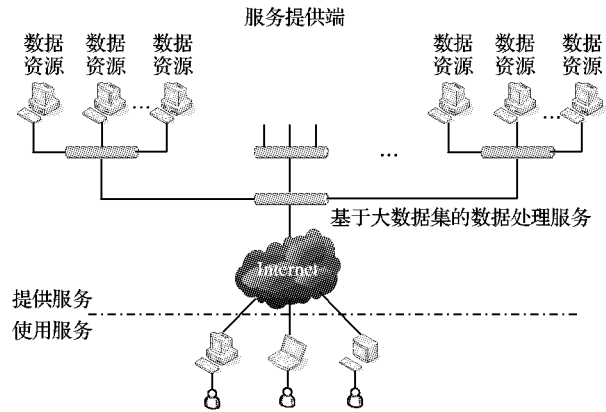 服务提供端
数据 数据 数据
资源 资源 资源
数据 数据 数据
资源 资源 资源
...
...
...
基于大数据集的数据处理服务
Internet
提供服务
使用服务